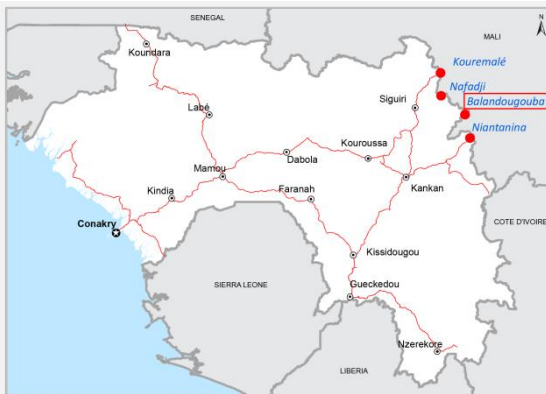 SENEGAL
N
MALI
Koundara
Kouremalé
Nafadji
Siguiri
Balandougouba
Labé
Niantanina
Kouroussa
Dabola
Mamou
Kankan
Kindia
Faranah
Conakry
COTE D'IVOIRE
Kissidougou
SIERRA LEONE
Gueckedou
Nzerekore
LIBERIA